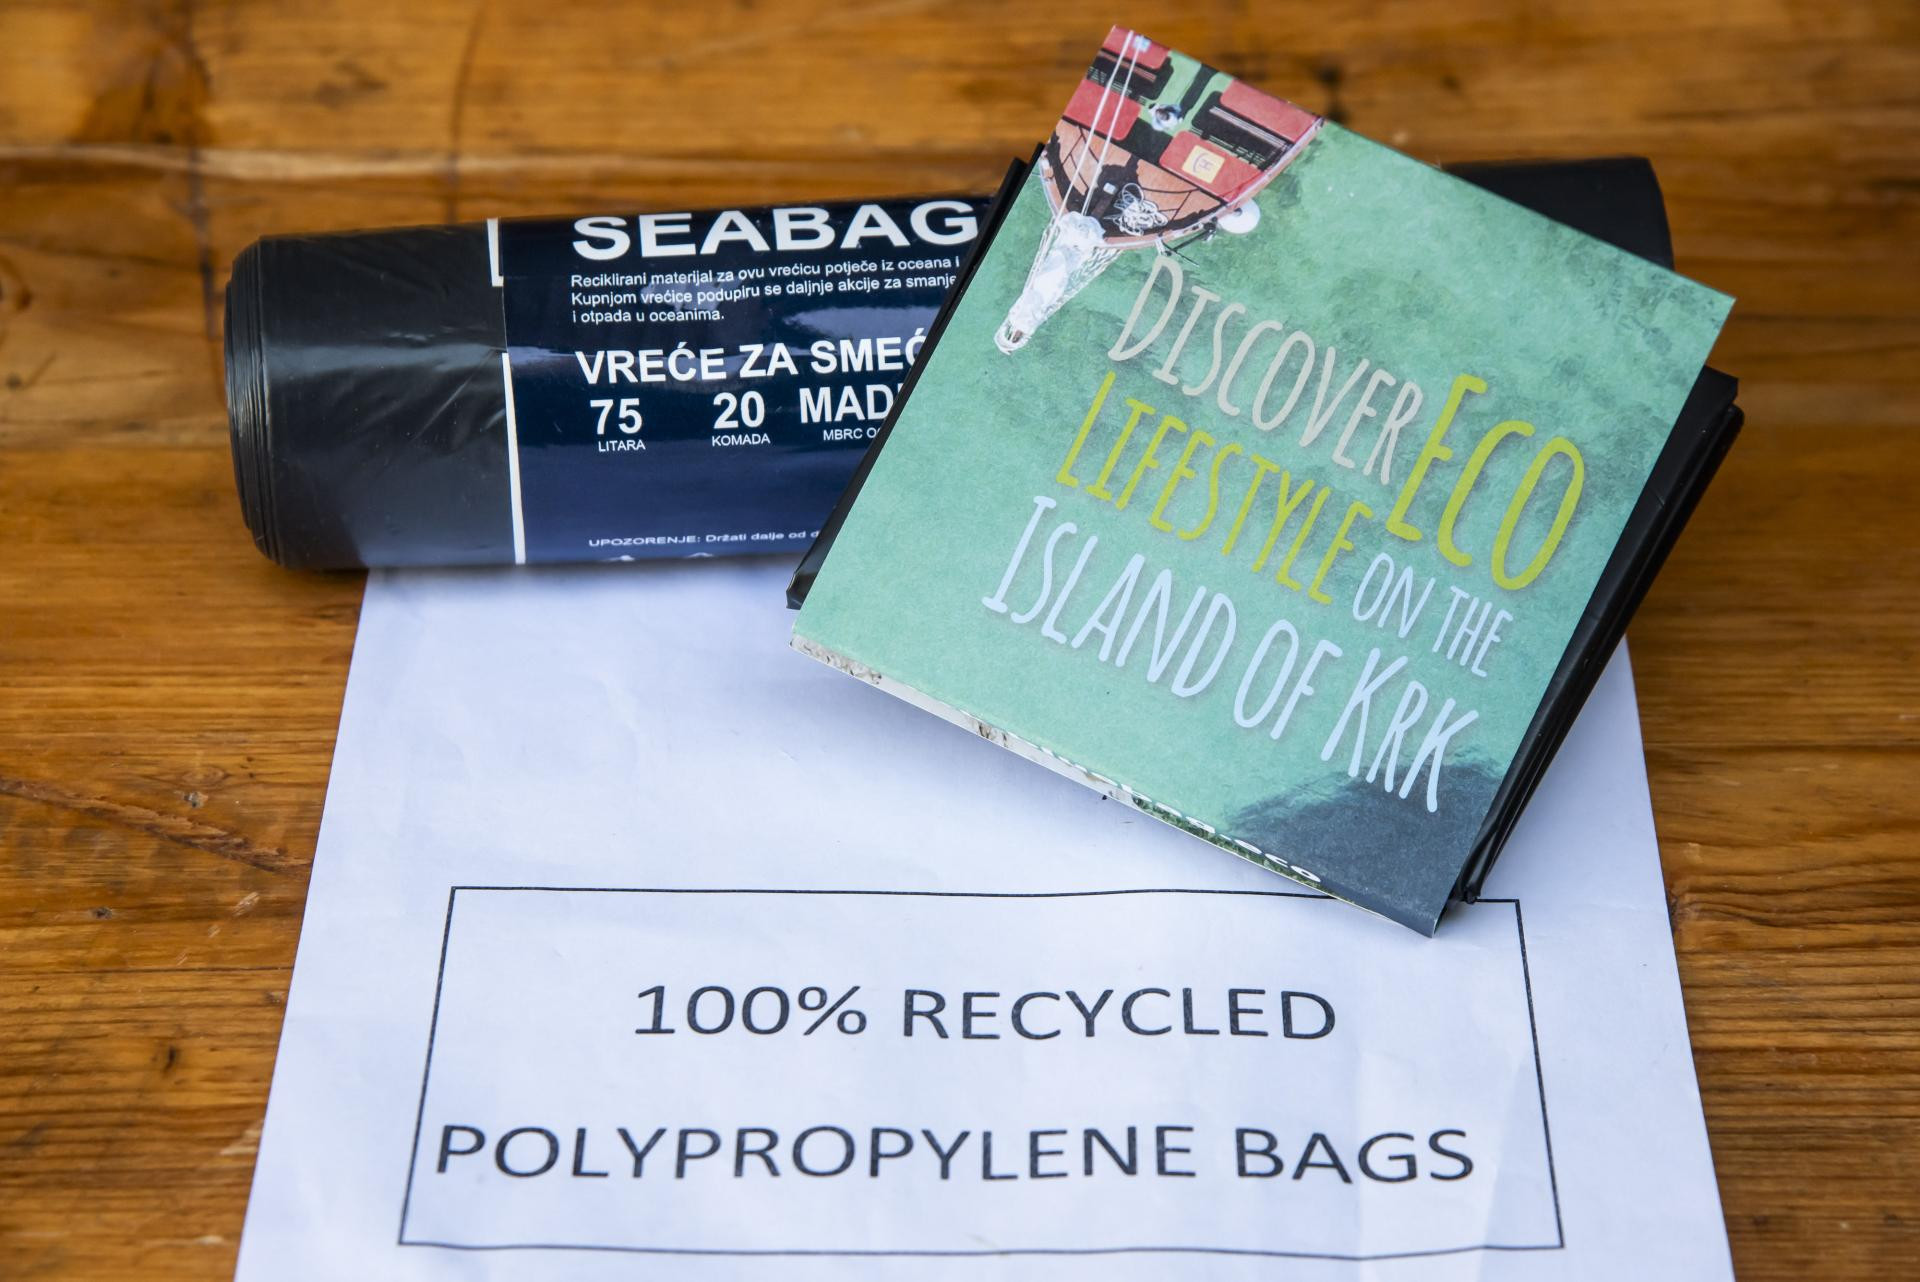 SEABAG
Reciklirani materijal za ovu vrećicu potječe iz oceana i
Kupnjom vrećice podupiru se daljnje akcije za smanje
i otpada u oceanima.
VREĆE ZA SMEĆ
75 20 MAD
LITARA KOMADA MBRC
UPOZORENJE: Držati dalje od
DISCOVER ECO
LIFESTYLE ON THE
ISLAND OF KRK
100% RECYCLED
POLYPROPYLENE BAGS